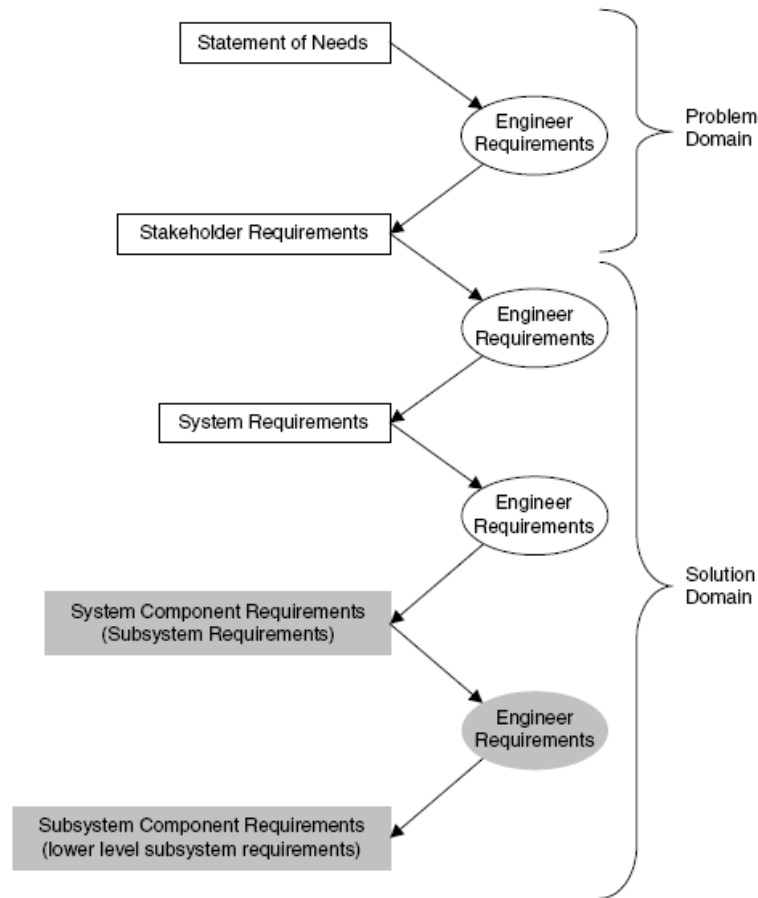 Statement of Needs
Engineer
Requirements
Problem
Domain
Stakeholder Requirements
Engineer
Requirements
System Requirements
Engineer
Requirements
Solution
Domain
System Component Requirements
(Subsystem Requirements)
Engineer
Requirements
Subsystem Component Requirements
(lower level subsystem requirements)